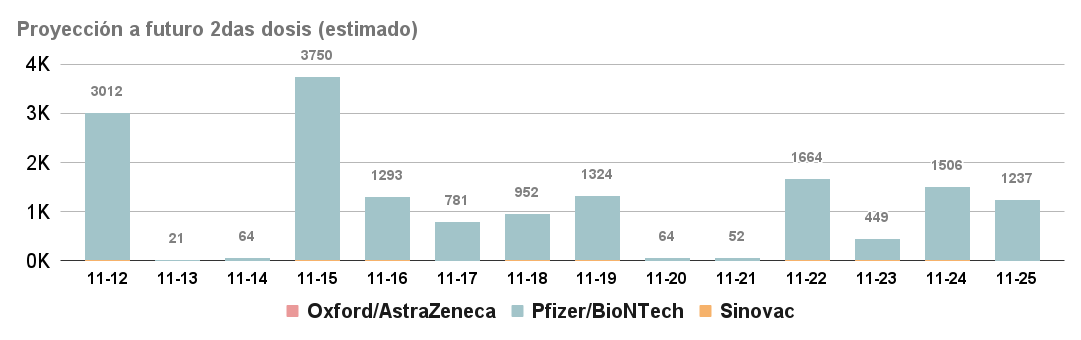 Proyección a futuro 2das dosis (estimado)
4K
3K
2K
1K
0K
3012
21
64
3750
1293
781
952
1324
64
52
1664
449
1506
1237
11-12 11-13 11-14 11-15 11-16 11-17 11-18 11-19 11-20 11-21 11-22 11-23 11-24 11-25
Oxford/AstraZeneca Pfizer/BioNTech Sinovac